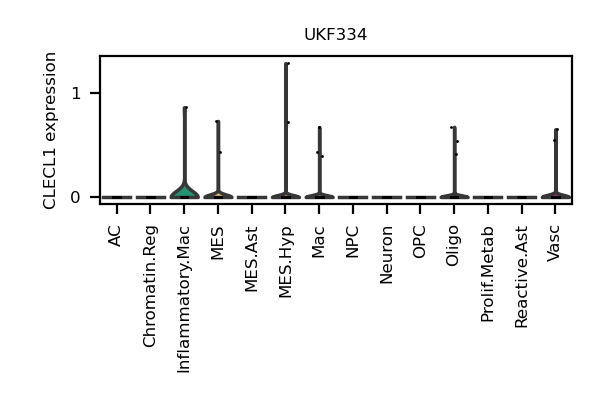 UKF334
CLECL1 expression
1
0
AC
Chromatin.Reg
Inflammatory.Mac
MES
MES.Ast
MES.Hyp
Mac
NPC
Neuron
OPC
Oligo
Prolif.Metab
Reactive.Ast
Vasc